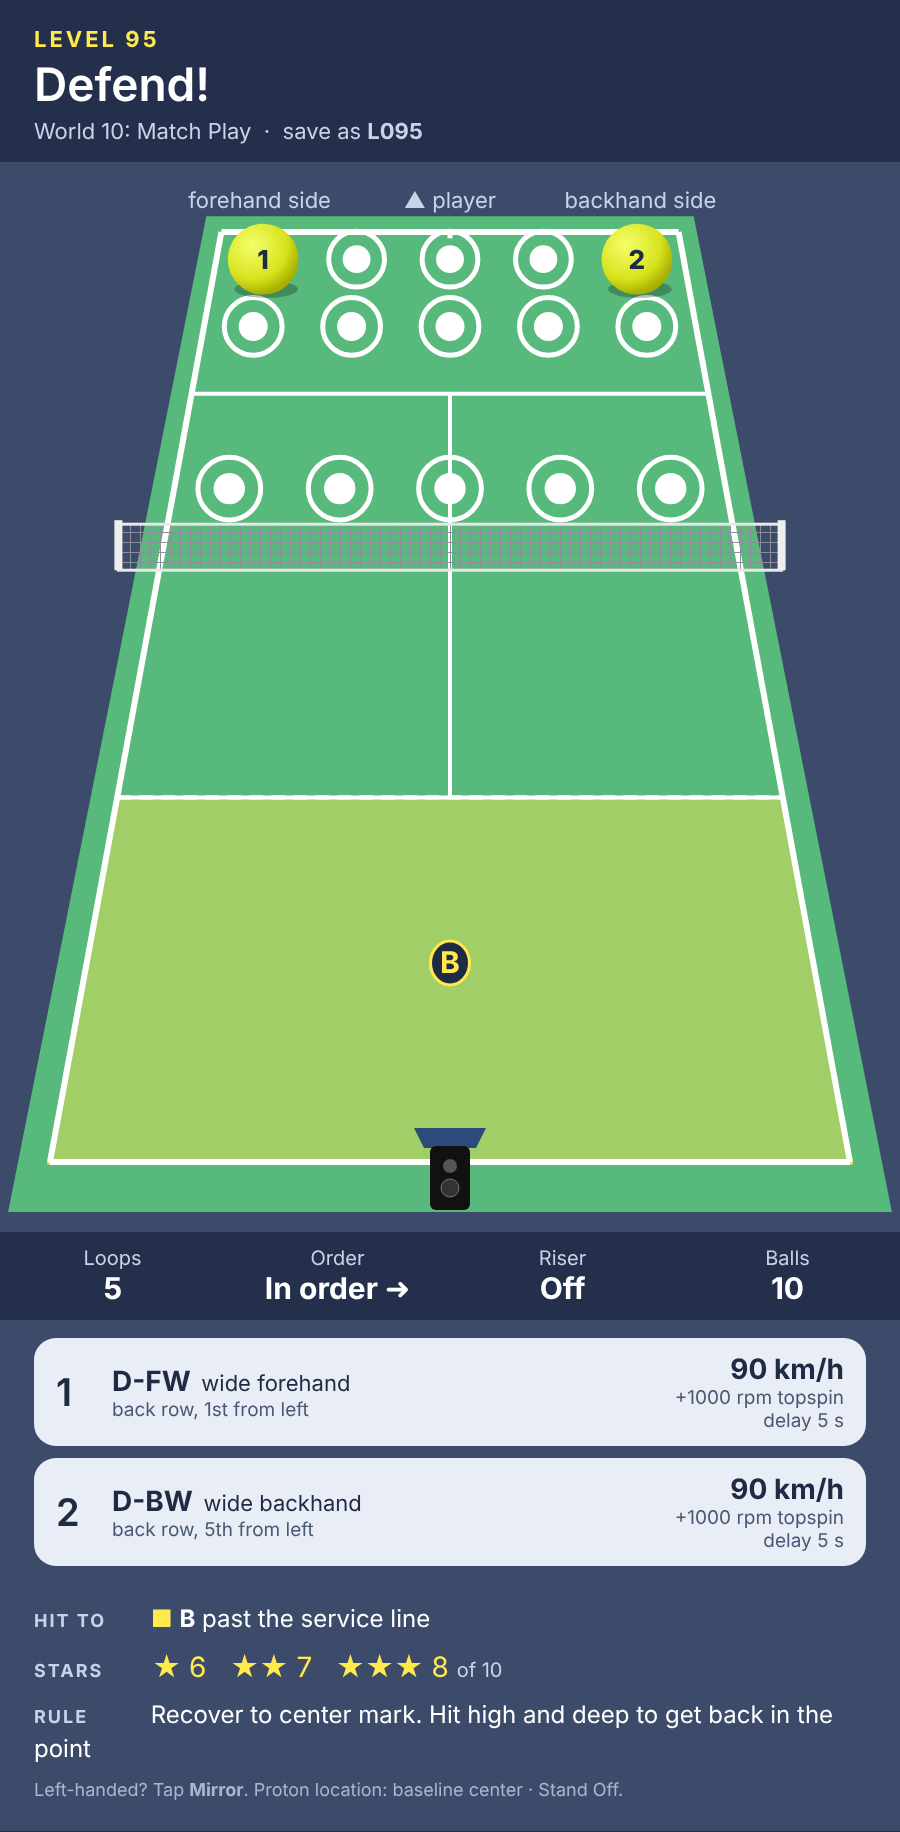 LEVEL 95
Defend!
World 10: Match Play · save as L095
forehand side ▲ player backhand side
1 2
B
Loops Order Riser Balls
5 In order ➜ Off 10
1 D-FW wide forehand 90 km/h
back row, 1st from left +1000 rpm topspin
delay 5 s
2 D-BW wide backhand 90 km/h
back row, 5th from left +1000 rpm topspin
delay 5 s
HIT TO ■ B past the service line
STARS ★ 6 ★★ 7 ★★★ 8 of 10
RULE Recover to center mark. Hit high and deep to get back in the
point
Left-handed? Tap Mirror. Proton location: baseline center · Stand Off.